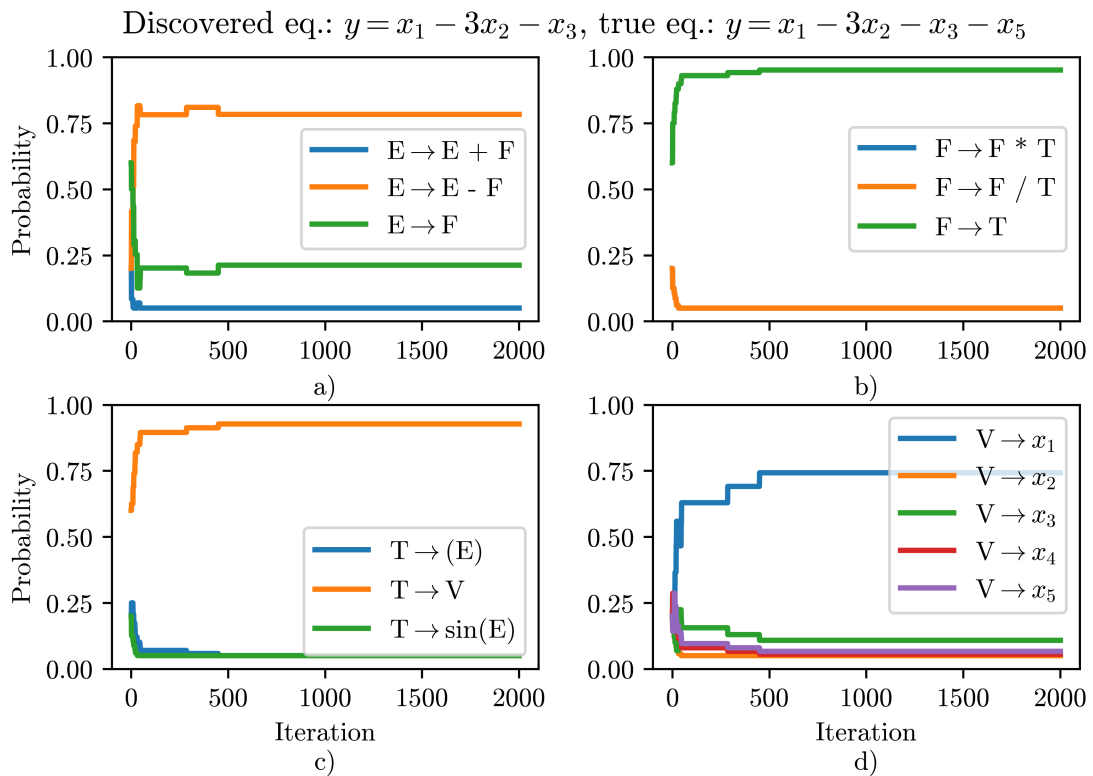 Discovered eq.: y = x₁ − 3x₂ − x₃, true eq.: y = x₁ − 3x₂ − x₃ − x₅
Probability
1.00
0.75
0.50
0.25
0.00
E → E + F
E → E - F
E → F
0 500 1000 1500 2000
a)
1.00
0.75
0.50
0.25
0.00
F → F * T
F → F / T
F → T
0 500 1000 1500 2000
b)
Probability
1.00
0.75
0.50
0.25
0.00
T → (E)
T → V
T → sin(E)
0 500 1000 1500 2000
Iteration
c)
1.00
0.75
0.50
0.25
0.00
V → x₁
V → x₂
V → x₃
V → x₄
V → x₅
0 500 1000 1500 2000
Iteration
d)